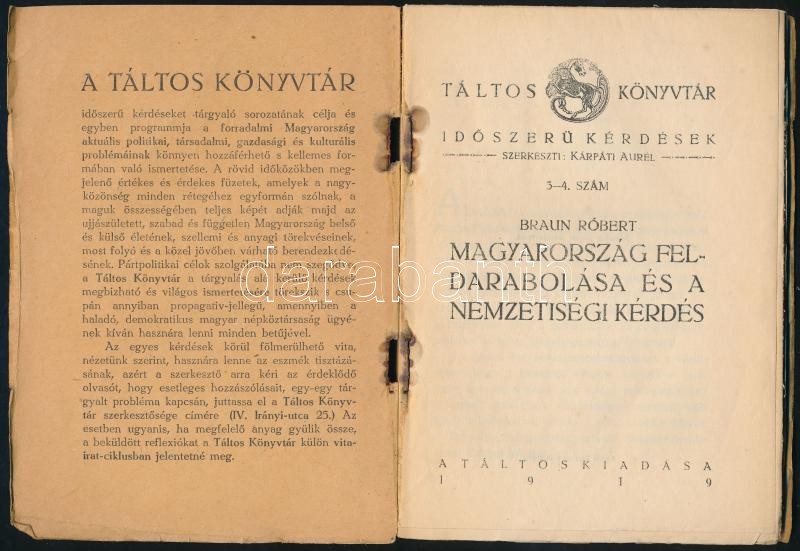 A TÁLTOS KÖNYVTÁR
időszerű kérdéseket tárgyaló sorozatának célja és
egyben programmja a forradalmi Magyarország
aktuális politikai, társadalmi, gazdasági és kulturális
problémáinak könnyen hozzáférhető s kellemes for-
mában való ismertetése. A rövid időközökben meg-
jelenő értékes és érdekes füzetek, amelyek a nagy-
közönség minden rétegéhez egyformán szólnak, a
maguk összességében teljes képét adják majd az
ujjászületett, szabad és független Magyarország belső
és külső életének, szellemi és anyagi törekvéseinek,
most folyó és a közel jövőben várható berendezkedé-
sének. Pártpolitikai célok szolgálatába nem szegődve,
a Táltos Könyvtár a tárgyalás alá kerülő kérdések
megbizható és világos ismertetésére törekszik s csu-
pán annyiban propagatív-jellegű, amennyiben a
haladó, demokratikus magyar népköztársaság ügyé-
nek kíván hasznára lenni minden betűjével.
Az egyes kérdések körül fölmerülhető vita,
nézetünk szerint, hasznára lenne az eszmék tisztázá-
sának, azért a szerkesztő arra kéri az érdeklődő
olvasót, hogy esetleges hozzászólásait, egy-egy tár-
gyalt probléma kapcsán, juttassa el a Táltos Könyv-
tár szerkesztősége címére (IV. Irányi-utca 25.) Az
esetben ugyanis, ha megfelelő anyag gyülik össze,
a beküldött reflexiókat a Táltos Könyvtár külön vita-
irat-ciklusban jelentetné meg.
TÁLTOS KÖNYVTÁR
IDŐSZERŰ KÉRDÉSEK
SZERKESZTI: KÁRPÁTI AURÉL
3—4. SZÁM
BRAUN RÓBERT
MAGYARORSZÁG FEL-
DARABOLÁSA ÉS A
NEMZETISÉGI KÉRDÉS
A TÁLTOS KIADÁSA
1919
darabanth.com